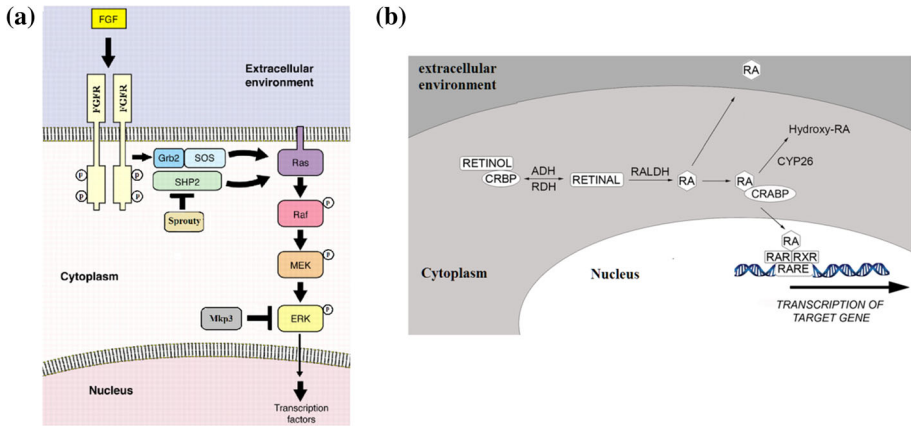 (a)
FGF
Extracellular
environment
FGFR
FGFR
Grb2
SOS
Ras
P
P
SHP2
P
P
Sprouty
Raf
P
Cytoplasm
MEK
P
Mkp3
ERK
P
Nucleus
Transcription
factors
(b)
extracellular
environment
RA
Hydroxy-RA
CYP26
RETINOL
CRBP
ADH
RDH
RETINAL
RALDH
RA
RA
CRABP
RA
RAR
RXR
RARE
Cytoplasm
Nucleus
TRANSCRIPTION OF
TARGET GENE